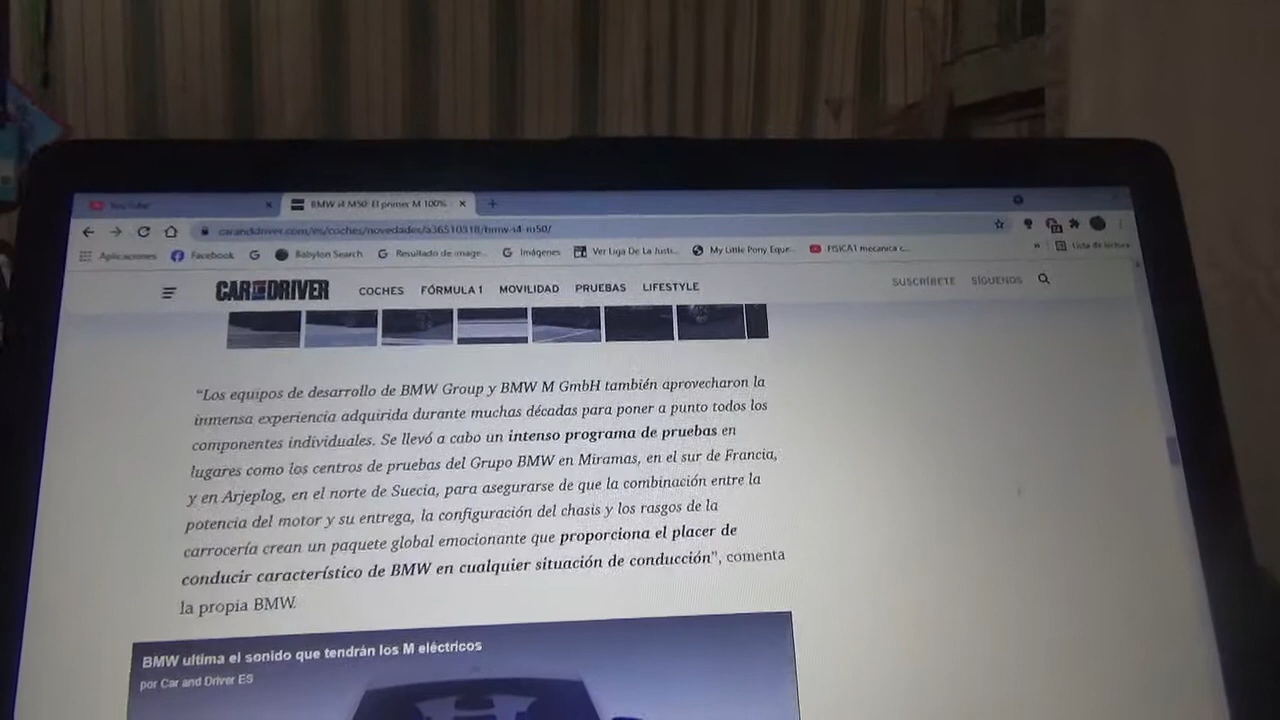 YouTube
BMW i4 M50: El primer M 100%
caranddriver.com/es/coches/novedades/a36510318/bmw-i4-m50/
Aplicaciones Facebook Babylon Search Resultado de image... Imágenes Ver Liga De La Justi... My Little Pony Eque... FISICA1 mecanica c... » Lista de lectura
CAR AND DRIVER COCHES FÓRMULA 1 MOVILIDAD PRUEBAS LIFESTYLE SUSCRÍBETE SÍGUENOS
“Los equipos de desarrollo de BMW Group y BMW M GmbH también aprovecharon la
inmensa experiencia adquirida durante muchas décadas para poner a punto todos los
componentes individuales. Se llevó a cabo un intenso programa de pruebas en
lugares como los centros de pruebas del Grupo BMW en Miramas, en el sur de Francia,
y en Arjeplog, en el norte de Suecia, para asegurarse de que la combinación entre la
potencia del motor y su entrega, la configuración del chasis y los rasgos de la
carrocería crean un paquete global emocionante que proporciona el placer de
conducir característico de BMW en cualquier situación de conducción”, comenta
la propia BMW.
BMW ultima el sonido que tendrán los M eléctricos
por Car and Driver ES